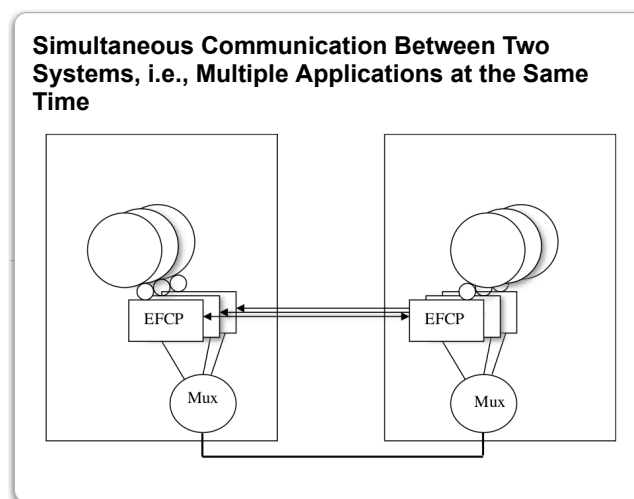 Simultaneous Communication Between Two
Systems, i.e., Multiple Applications at the Same
Time
EFCP
EFCP
Mux
Mux